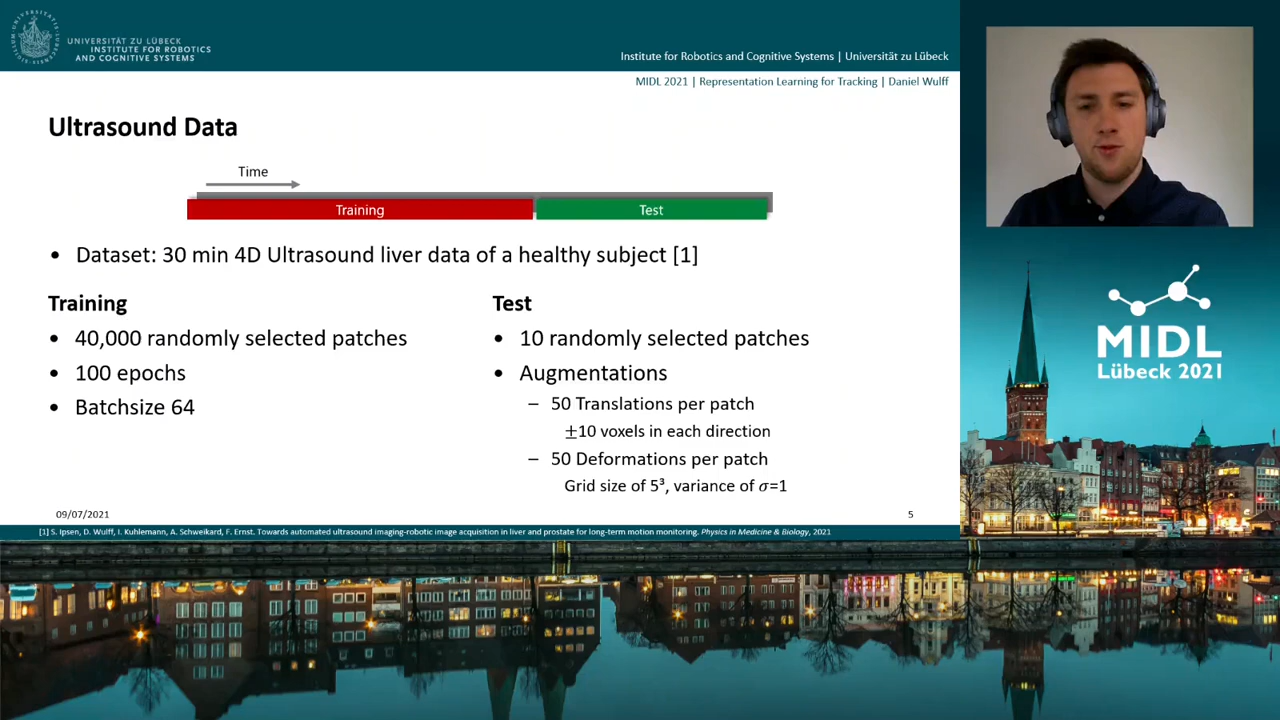 UNIVERSITÄT ZU LÜBECK
INSTITUTE FOR ROBOTICS
AND COGNITIVE SYSTEMS
Institute for Robotics and Cognitive Systems | Universität zu Lübeck
MIDL 2021 | Representation Learning for Tracking | Daniel Wulff
Ultrasound Data
Time
Training
Test
• Dataset: 30 min 4D Ultrasound liver data of a healthy subject [1]
Training
• 40,000 randomly selected patches
• 100 epochs
• Batchsize 64
Test
• 10 randomly selected patches
• Augmentations
– 50 Translations per patch
±10 voxels in each direction
– 50 Deformations per patch
Grid size of 5³, variance of σ=1
09/07/2021
5
[1] S. Ipsen, D. Wulff, I. Kuhlemann, A. Schweikard, F. Ernst. Towards automated ultrasound imaging-robotic image acquisition in liver and prostate for long-term motion monitoring. Physics in Medicine & Biology, 2021
MIDL
Lübeck 2021